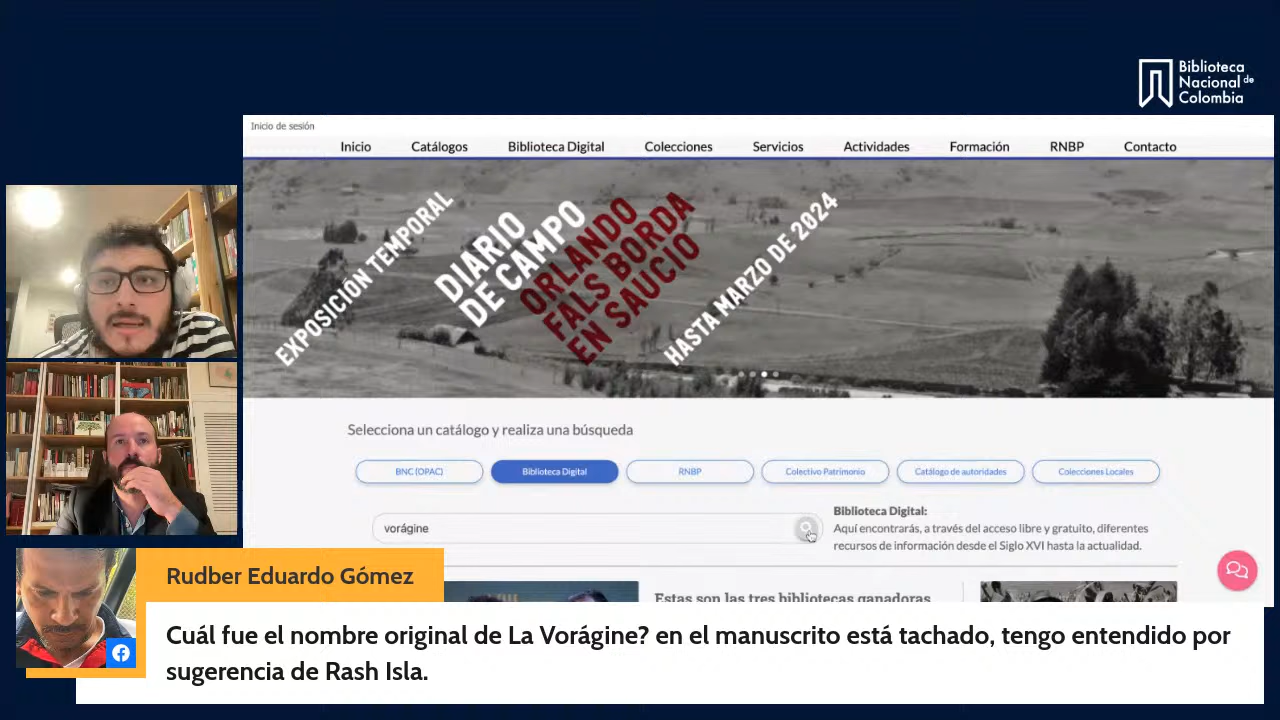 Biblioteca
Nacional de
Colombia
Inicio de sesión
Inicio Catálogos Biblioteca Digital Colecciones Servicios Actividades Formación RNBP Contacto
EXPOSICIÓN TEMPORAL
DIARIO
DE CAMPO
ORLANDO
FALS BORDA
EN SAUCIO
HASTA MARZO DE 2024
Selecciona un catálogo y realiza una búsqueda
BNC (OPAC) Biblioteca Digital RNBP Colectivo Patrimonio Catálogo de autoridades Colecciones Locales
vorágine
Biblioteca Digital:
Aquí encontrarás, a través del acceso libre y gratuito, diferentes
recursos de información desde el Siglo XVI hasta la actualidad.
Estas son las tres bibliotecas ganadoras
Rudber Eduardo Gómez
Cuál fue el nombre original de La Vorágine? en el manuscrito está tachado, tengo entendido por
sugerencia de Rash Isla.